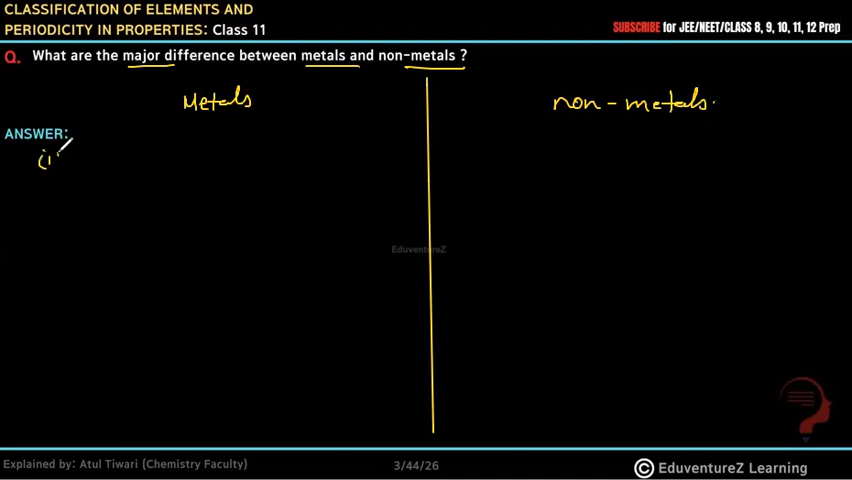 CLASSIFICATION OF ELEMENTS AND
PERIODICITY IN PROPERTIES: Class 11
SUBSCRIBE for JEE/NEET/CLASS 8, 9, 10, 11, 12 Prep
Q. What are the major difference between metals and non-metals ?
Metals
non-metals.
ANSWER:
(1)
EduventureZ
Explained by: Atul Tiwari (Chemistry Faculty)
3/44/26
© EduventureZ Learning